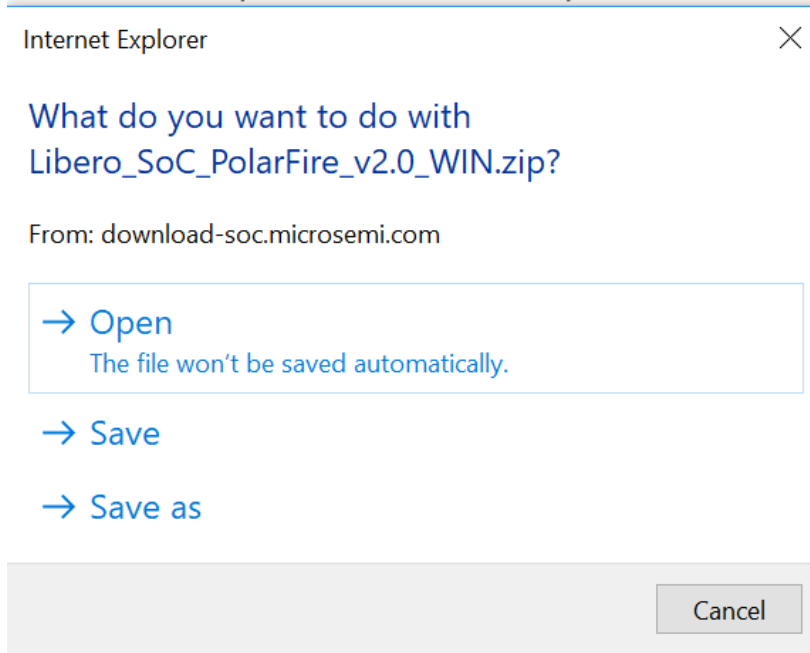 Internet Explorer
What do you want to do with
Libero_SoC_PolarFire_v2.0_WIN.zip?
From: download-soc.microsemi.com
Open
The file won't be saved automatically.
Save
Save as
Cancel